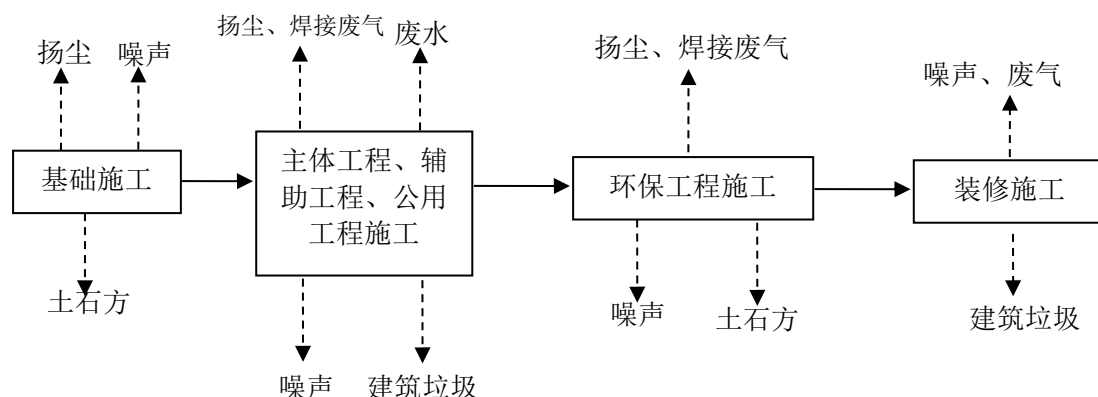 扬尘、焊接废气
废水
扬尘
噪声
扬尘、焊接废气
噪声、废气
基础施工
主体工程、辅
助工程、公用
工程施工
环保工程施工
装修施工
土石方
噪声
土石方
建筑垃圾
噪声
建筑垃圾